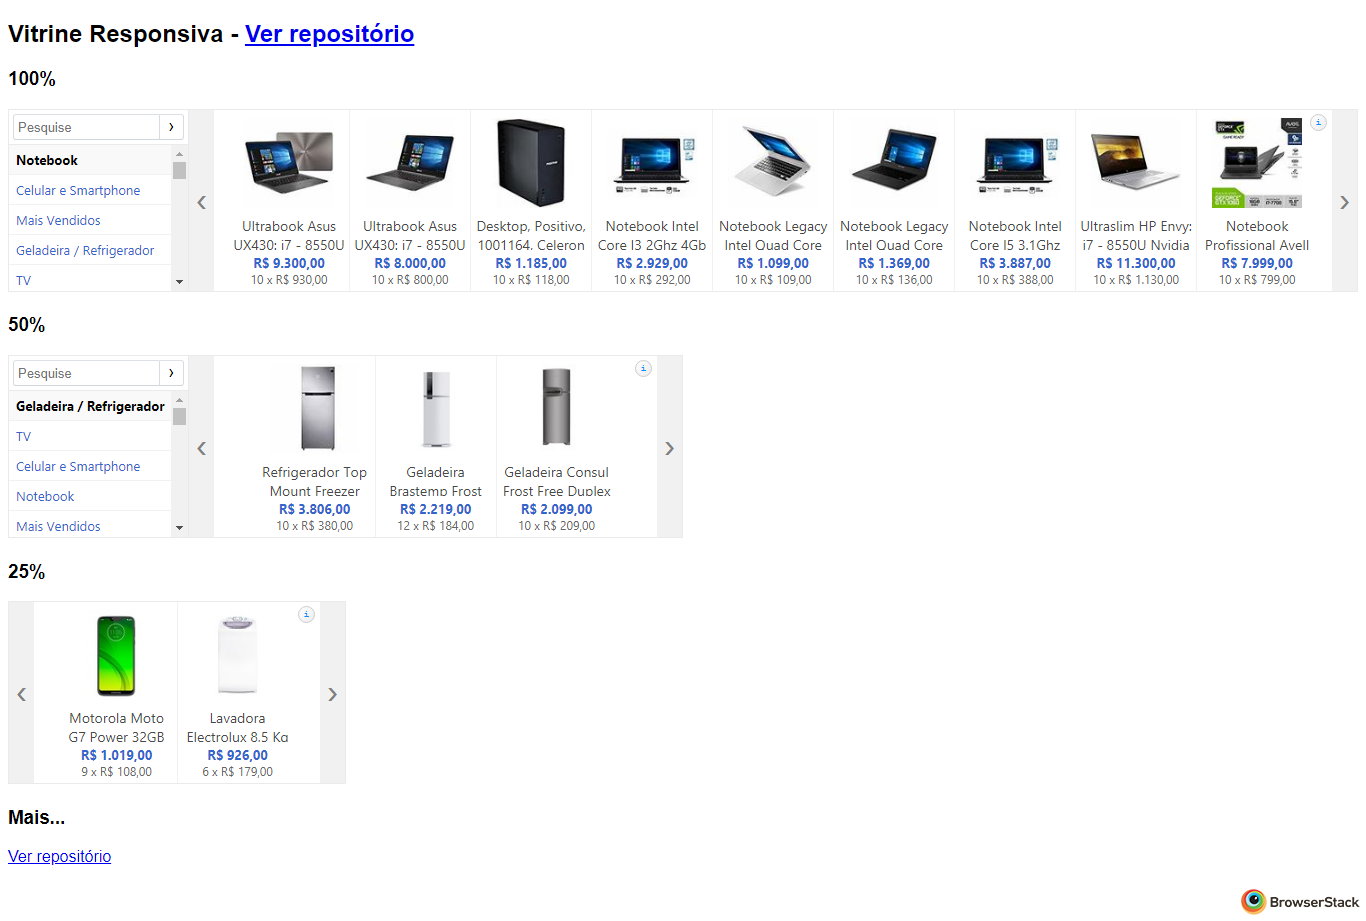 Vitrine Responsiva - Ver repositório
100%
Pesquise
Notebook
Celular e Smartphone
Mais Vendidos
Geladeira / Refrigerador
TV
Ultrabook Asus
UX430: i7 - 8550U
R$ 9.300,00
10 x R$ 930,00
Ultrabook Asus
UX430: i7 - 8550U
R$ 8.000,00
10 x R$ 800,00
Desktop, Positivo,
1001164. Celeron
R$ 1.185,00
10 x R$ 118,00
Notebook Intel
Core I3 2Ghz 4Gb
R$ 2.929,00
10 x R$ 292,00
Notebook Legacy
Intel Quad Core
R$ 1.099,00
10 x R$ 109,00
Notebook Legacy
Intel Quad Core
R$ 1.369,00
10 x R$ 136,00
Notebook Intel
Core I5 3.1Ghz
R$ 3.887,00
10 x R$ 388,00
Ultraslim HP Envy:
i7 - 8550U Nvidia
R$ 11.300,00
10 x R$ 1.130,00
Notebook
Profissional Avell
R$ 7.999,00
10 x R$ 799,00
50%
Pesquise
Geladeira / Refrigerador
TV
Celular e Smartphone
Notebook
Mais Vendidos
Refrigerador Top
Mount Freezer
R$ 3.806,00
10 x R$ 380,00
Geladeira
Brastemp Frost
R$ 2.219,00
12 x R$ 184,00
Geladeira Consul
Frost Free Duplex
R$ 2.099,00
10 x R$ 209,00
25%
Motorola Moto
G7 Power 32GB
R$ 1.019,00
9 x R$ 108,00
Lavadora
Electrolux 8.5 Kg
R$ 926,00
6 x R$ 179,00
Mais...
Ver repositório
BrowserStack